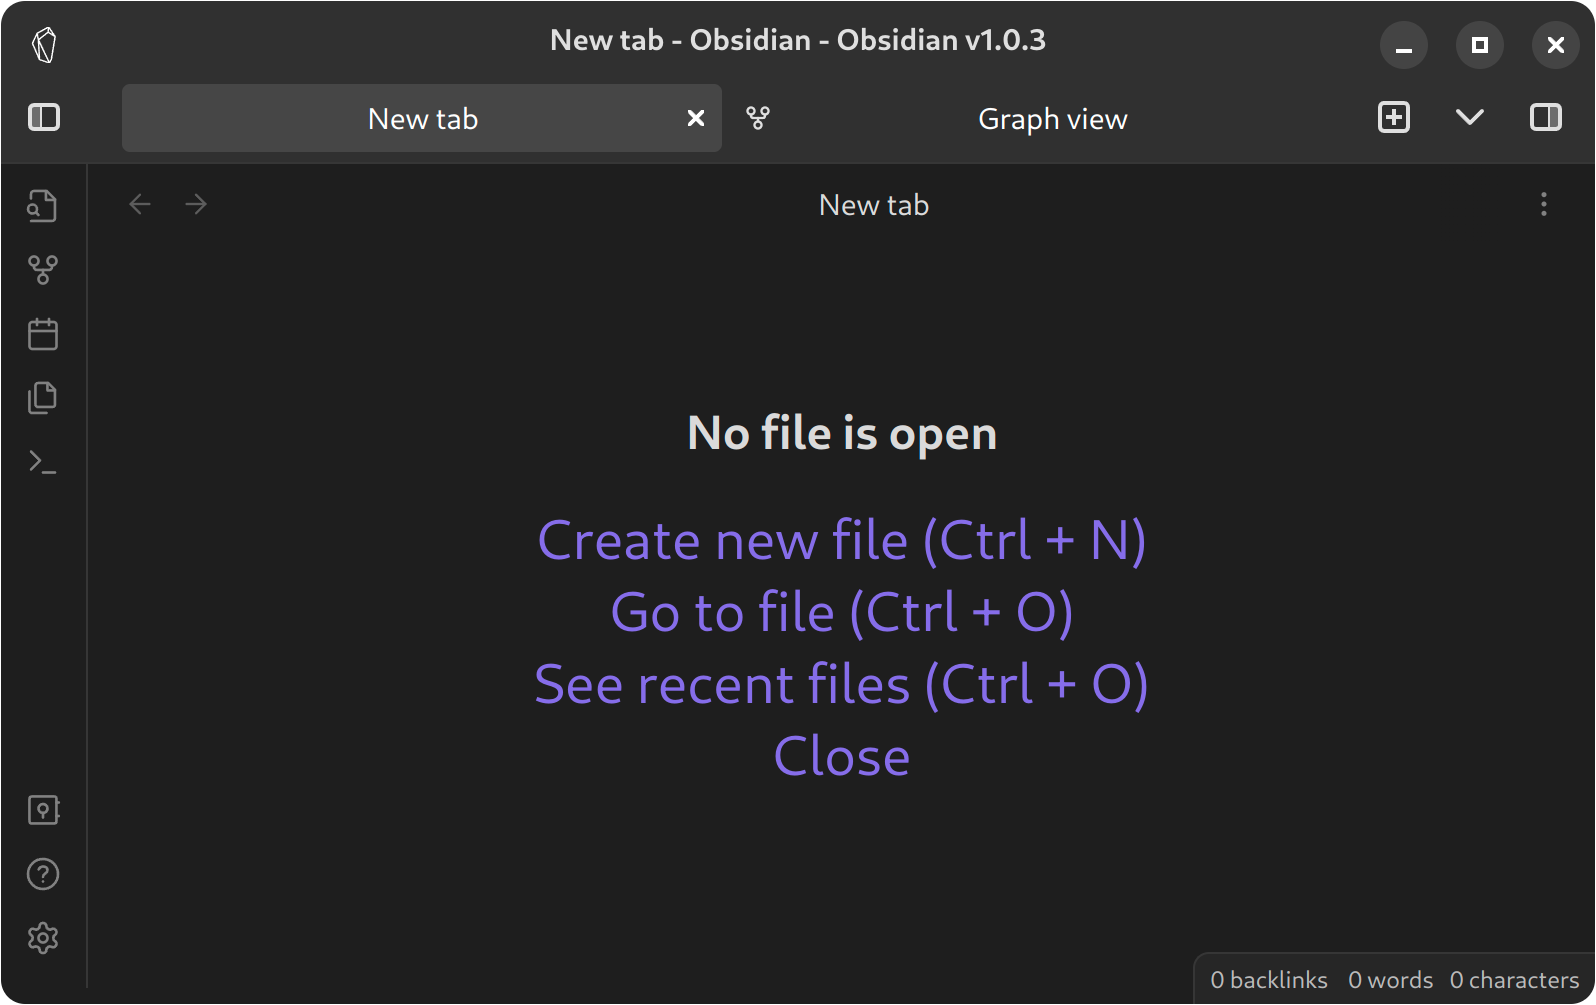 New tab - Obsidian - Obsidian v1.0.3
New tab
Graph view
New tab
No file is open
Create new file (Ctrl + N)
Go to file (Ctrl + O)
See recent files (Ctrl + O)
Close
0 backlinks 0 words 0 characters